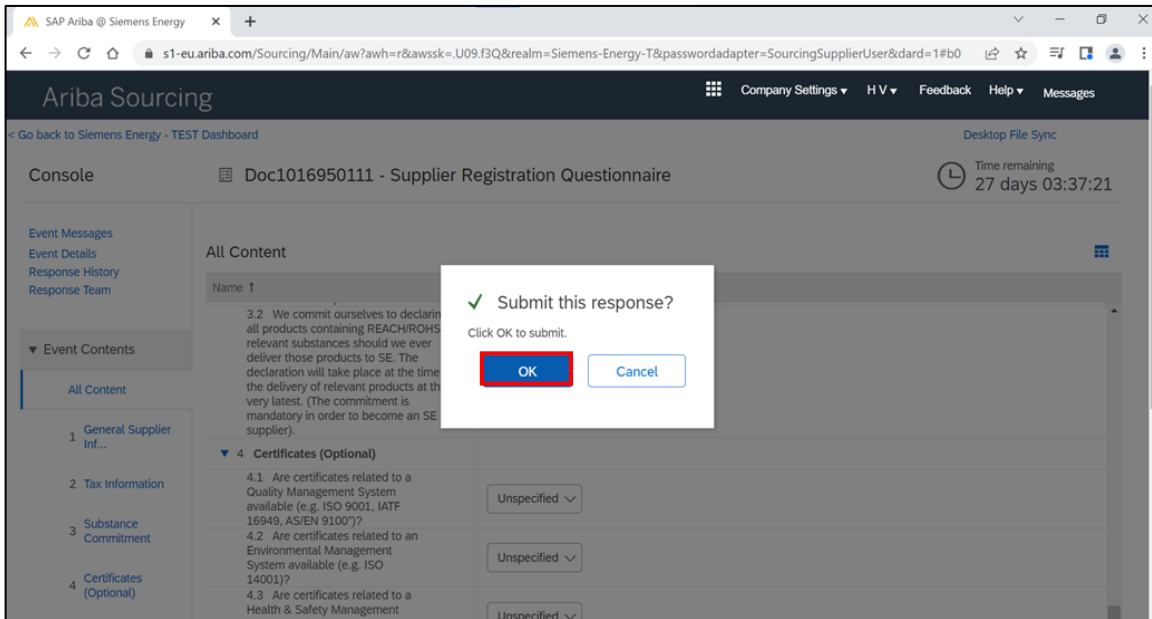 SAP Ariba @ Siemens Energy
s1-eu.ariba.com/Sourcing/Main/aw?awh=r&awssk=.U09.f3Q&realm=Siemens-Energy-T&passwordadapter=SourcingSupplierUser&dard=1#b0
Ariba Sourcing
Company Settings
H V
Feedback
Help
Messages
< Go back to Siemens Energy - TEST Dashboard
Desktop File Sync
Console
Doc1016950111 - Supplier Registration Questionnaire
Time remaining
27 days 03:37:21
Event Messages
Event Details
Response History
Response Team
Event Contents
All Content
1 General Supplier
Inf...
2 Tax Information
3 Substance
Commitment
4 Certificates
(Optional)
All Content
Name ↑
3.2 We commit ourselves to declarin
all products containing REACH/ROHS
relevant substances should we ever
deliver those products to SE. The
declaration will take place at the time
the delivery of relevant products at th
very latest. (The commitment is
mandatory in order to become an SE
supplier).
4 Certificates (Optional)
4.1 Are certificates related to a
Quality Management System
available (e.g. ISO 9001, IATF
16949, AS/EN 9100")?
Unspecified
4.2 Are certificates related to an
Environmental Management
System available (e.g. ISO
14001)?
Unspecified
4.3 Are certificates related to a
Health & Safety Management
Unspecified
Submit this response?
Click OK to submit.
OK
Cancel